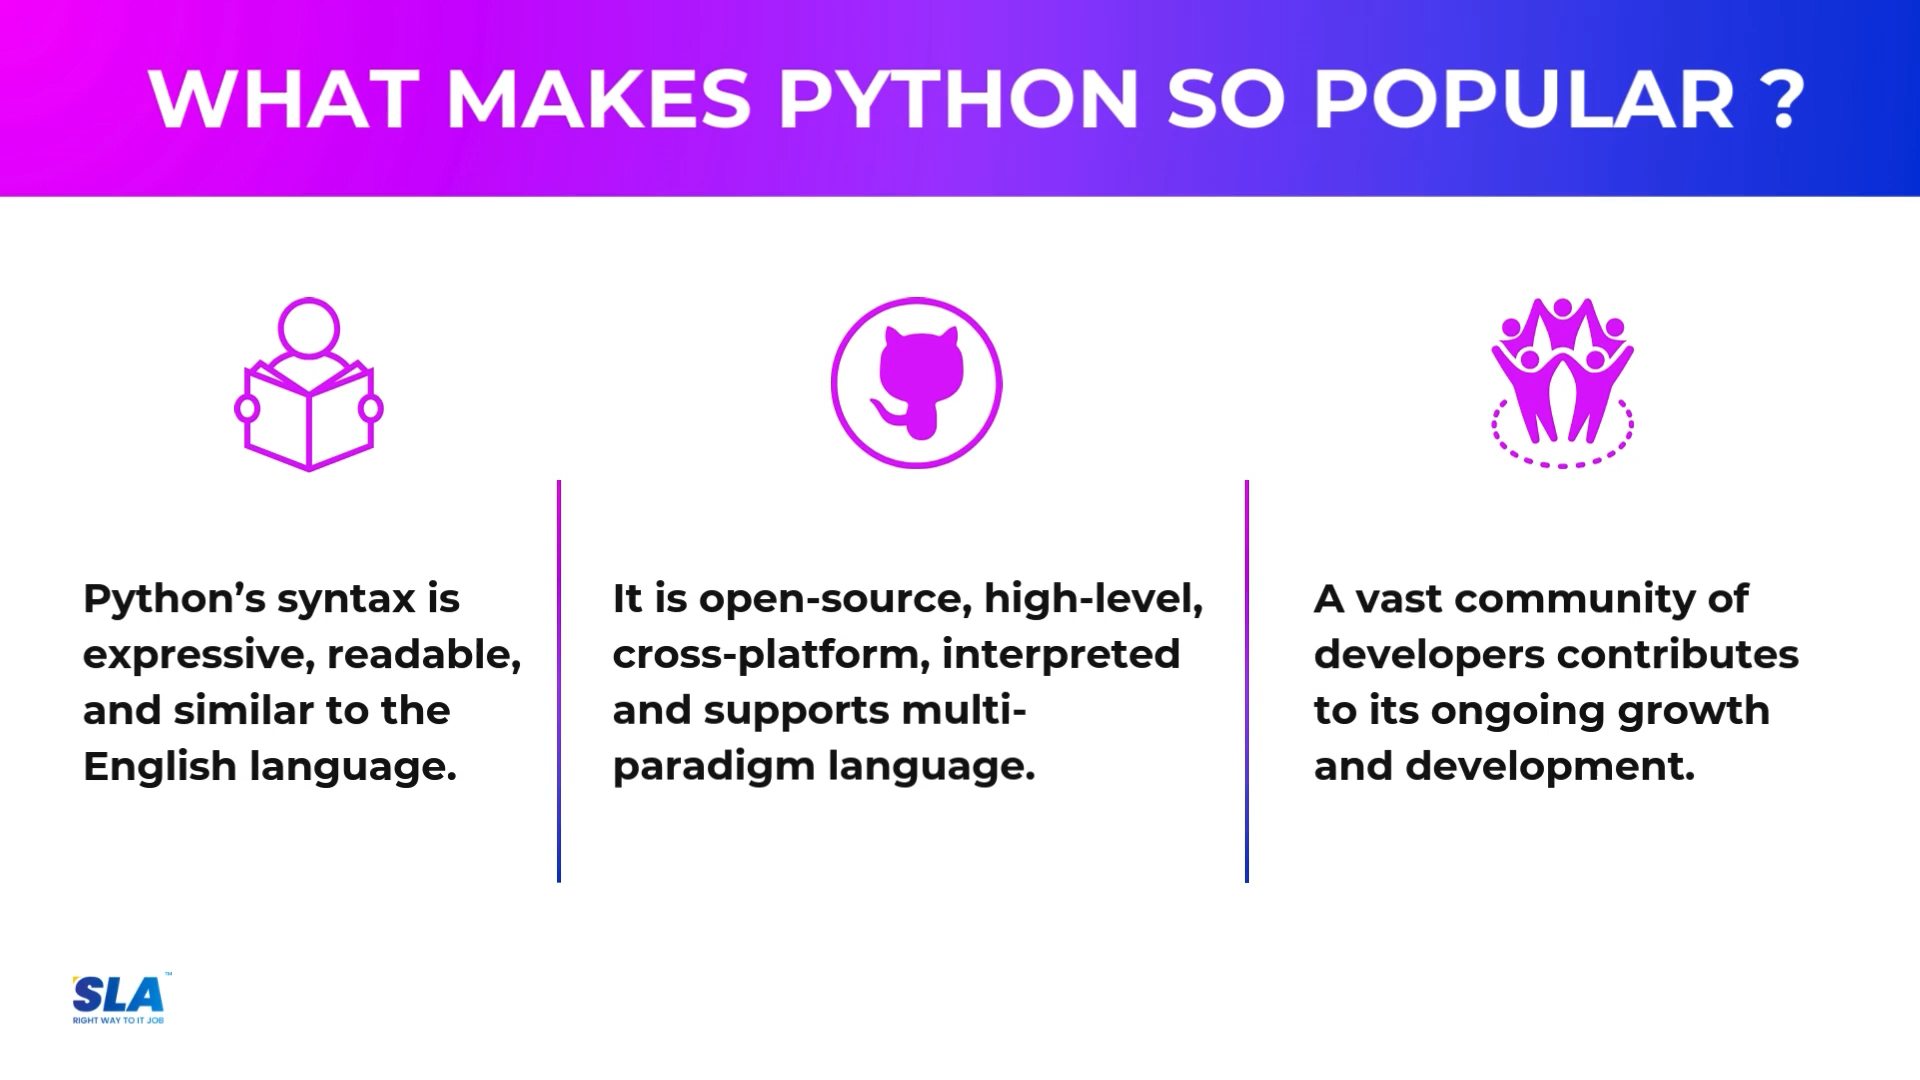 WHAT MAKES PYTHON SO POPULAR ?
Python’s syntax is
expressive, readable,
and similar to the
English language.
It is open-source, high-level,
cross-platform, interpreted
and supports multi-
paradigm language.
A vast community of
developers contributes
to its ongoing growth
and development.
SLA™
RIGHT WAY TO IT JOB